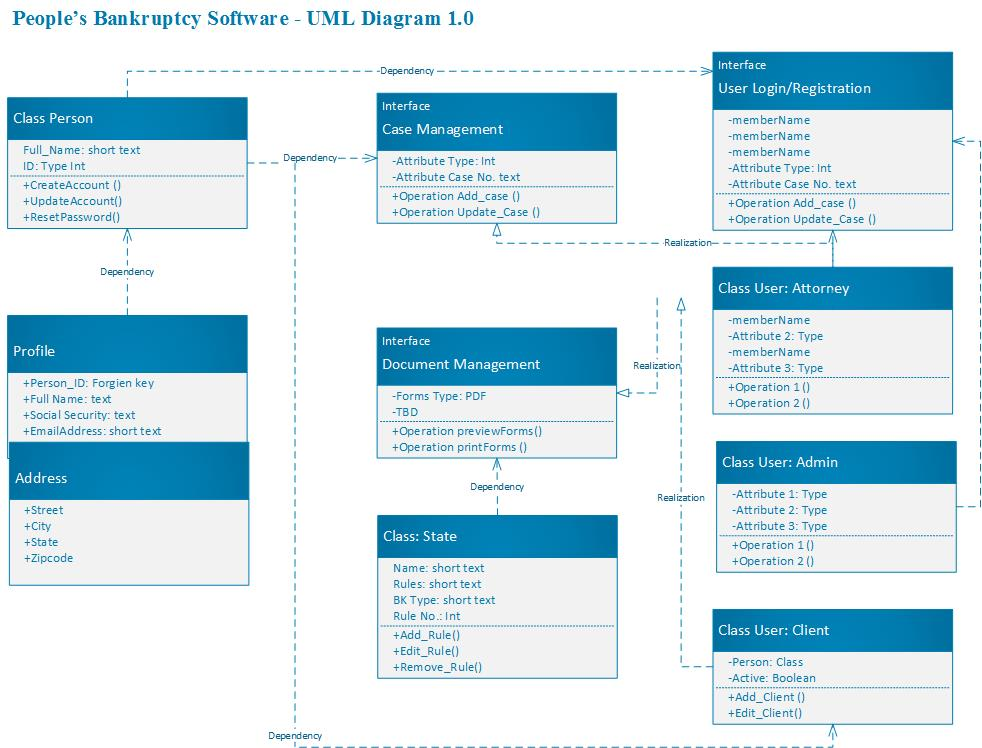 People's Bankruptcy Software - UML Diagram 1.0
Dependency
Class Person
Full_Name: short text
ID: Type Int
+CreateAccount ()
+UpdateAccount()
+ResetPassword()
Dependency
Interface
Case Management
-Attribute Type: Int
-Attribute Case No. text
+Operation Add_case ()
+Operation Update_Case ()
Interface
User Login/Registration
-memberName
-memberName
-memberName
-Attribute Type: Int
-Attribute Case No. text
+Operation Add_case ()
+Operation Update_Case ()
Realization
Dependency
Profile
+Person_ID: Forgien key
+Full Name: text
+Social Security: text
+EmailAddress: short text
Address
+Street
+City
+State
+Zipcode
Interface
Document Management
-Forms Type: PDF
-TBD
+Operation previewForms()
+Operation printForms ()
Realization
Dependency
Class: State
Name: short text
Rules: short text
BK Type: short text
Rule No.: Int
+Add_Rule()
+Edit_Rule()
+Remove_Rule()
Class User: Attorney
-memberName
-Attribute 2: Type
-memberName
-Attribute 3: Type
+Operation 1 ()
+Operation 2 ()
Class User: Admin
-Attribute 1: Type
-Attribute 2: Type
-Attribute 3: Type
+Operation 1 ()
+Operation 2 ()
Realization
Class User: Client
-Person: Class
-Active: Boolean
+Add_Client ()
+Edit_Client()
Dependency